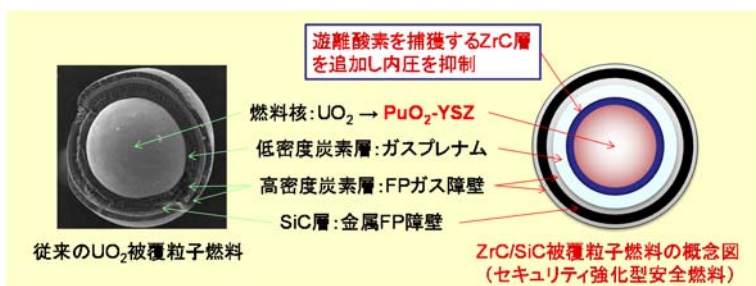 遊離酸素を捕獲するZrC層
を追加し内圧を抑制
燃料核:UO₂ → PuO₂-YSZ
低密度炭素層:ガスプレナム
高密度炭素層:FPガス障壁
SiC層:金属FP障壁
従来のUO₂被覆粒子燃料
ZrC/SiC被覆粒子燃料の概念図
(セキュリティ強化型安全燃料)